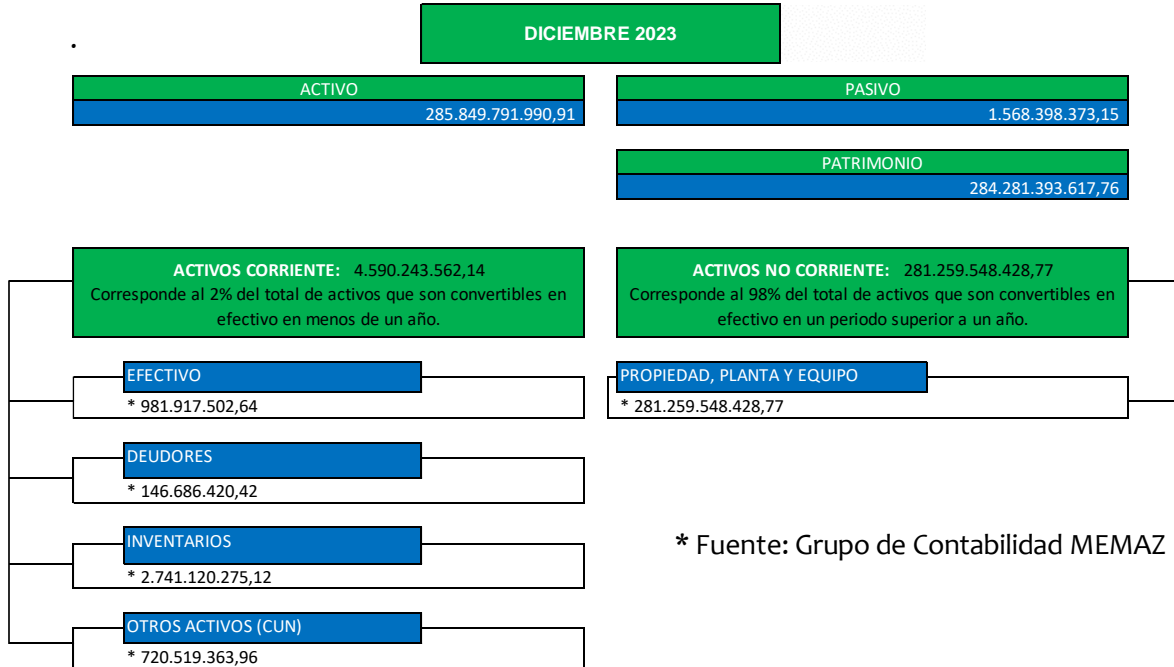 DICIEMBRE 2023
.
ACTIVO
285.849.791.990,91
PASIVO
1.568.398.373,15
PATRIMONIO
284.281.393.617,76
ACTIVOS CORRIENTE: 4.590.243.562,14
Corresponde al 2% del total de activos que son convertibles en
efectivo en menos de un año.
ACTIVOS NO CORRIENTE: 281.259.548.428,77
Corresponde al 98% del total de activos que son convertibles en
efectivo en un periodo superior a un año.
EFECTIVO
* 981.917.502,64
PROPIEDAD, PLANTA Y EQUIPO
* 281.259.548.428,77
DEUDORES
* 146.686.420,42
INVENTARIOS
* 2.741.120.275,12
* Fuente: Grupo de Contabilidad MEMAZ
OTROS ACTIVOS (CUN)
* 720.519.363,96